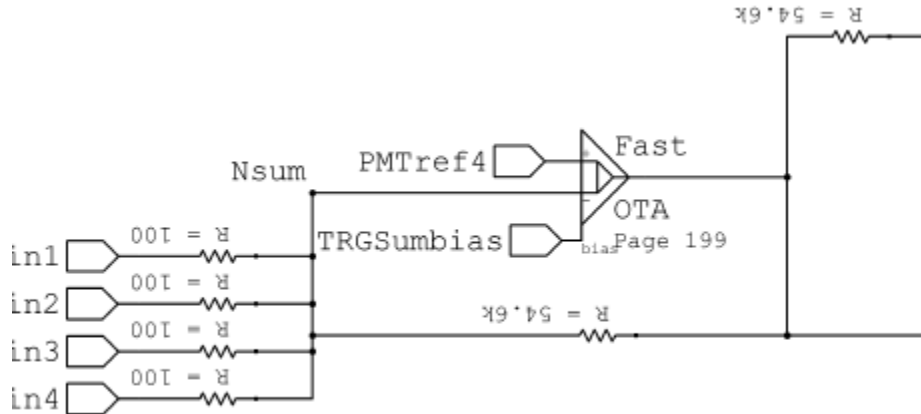 R = 54.6k
Fast
PMTref4
Nsum
+
-
OTA
TRGSumbias
bias
Page 199
in1
R = 100
in2
R = 100
R = 54.6k
in3
R = 100
in4
R = 100